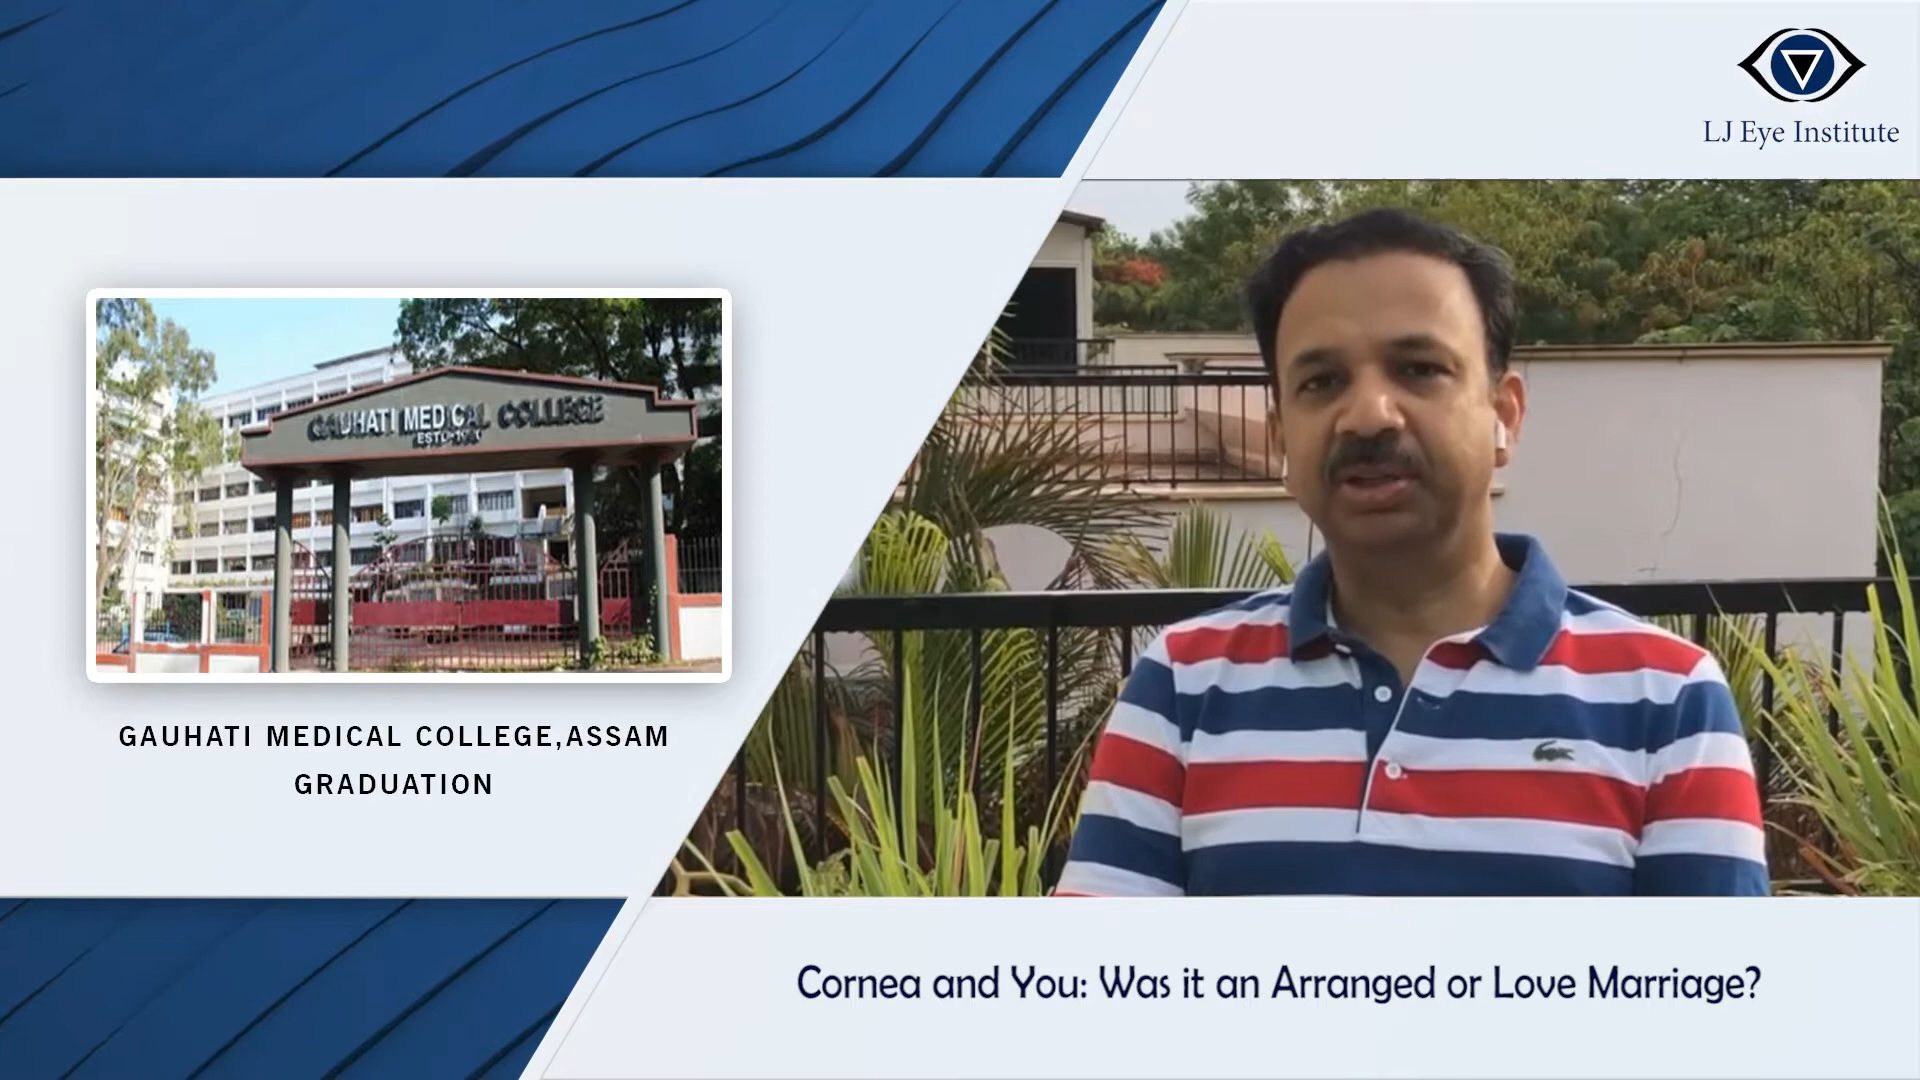 LJ Eye Institute
GAUHATI MEDICAL COLLEGE
GAUHATI MEDICAL COLLEGE,ASSAM
GRADUATION
Cornea and You: Was it an Arranged or Love Marriage?